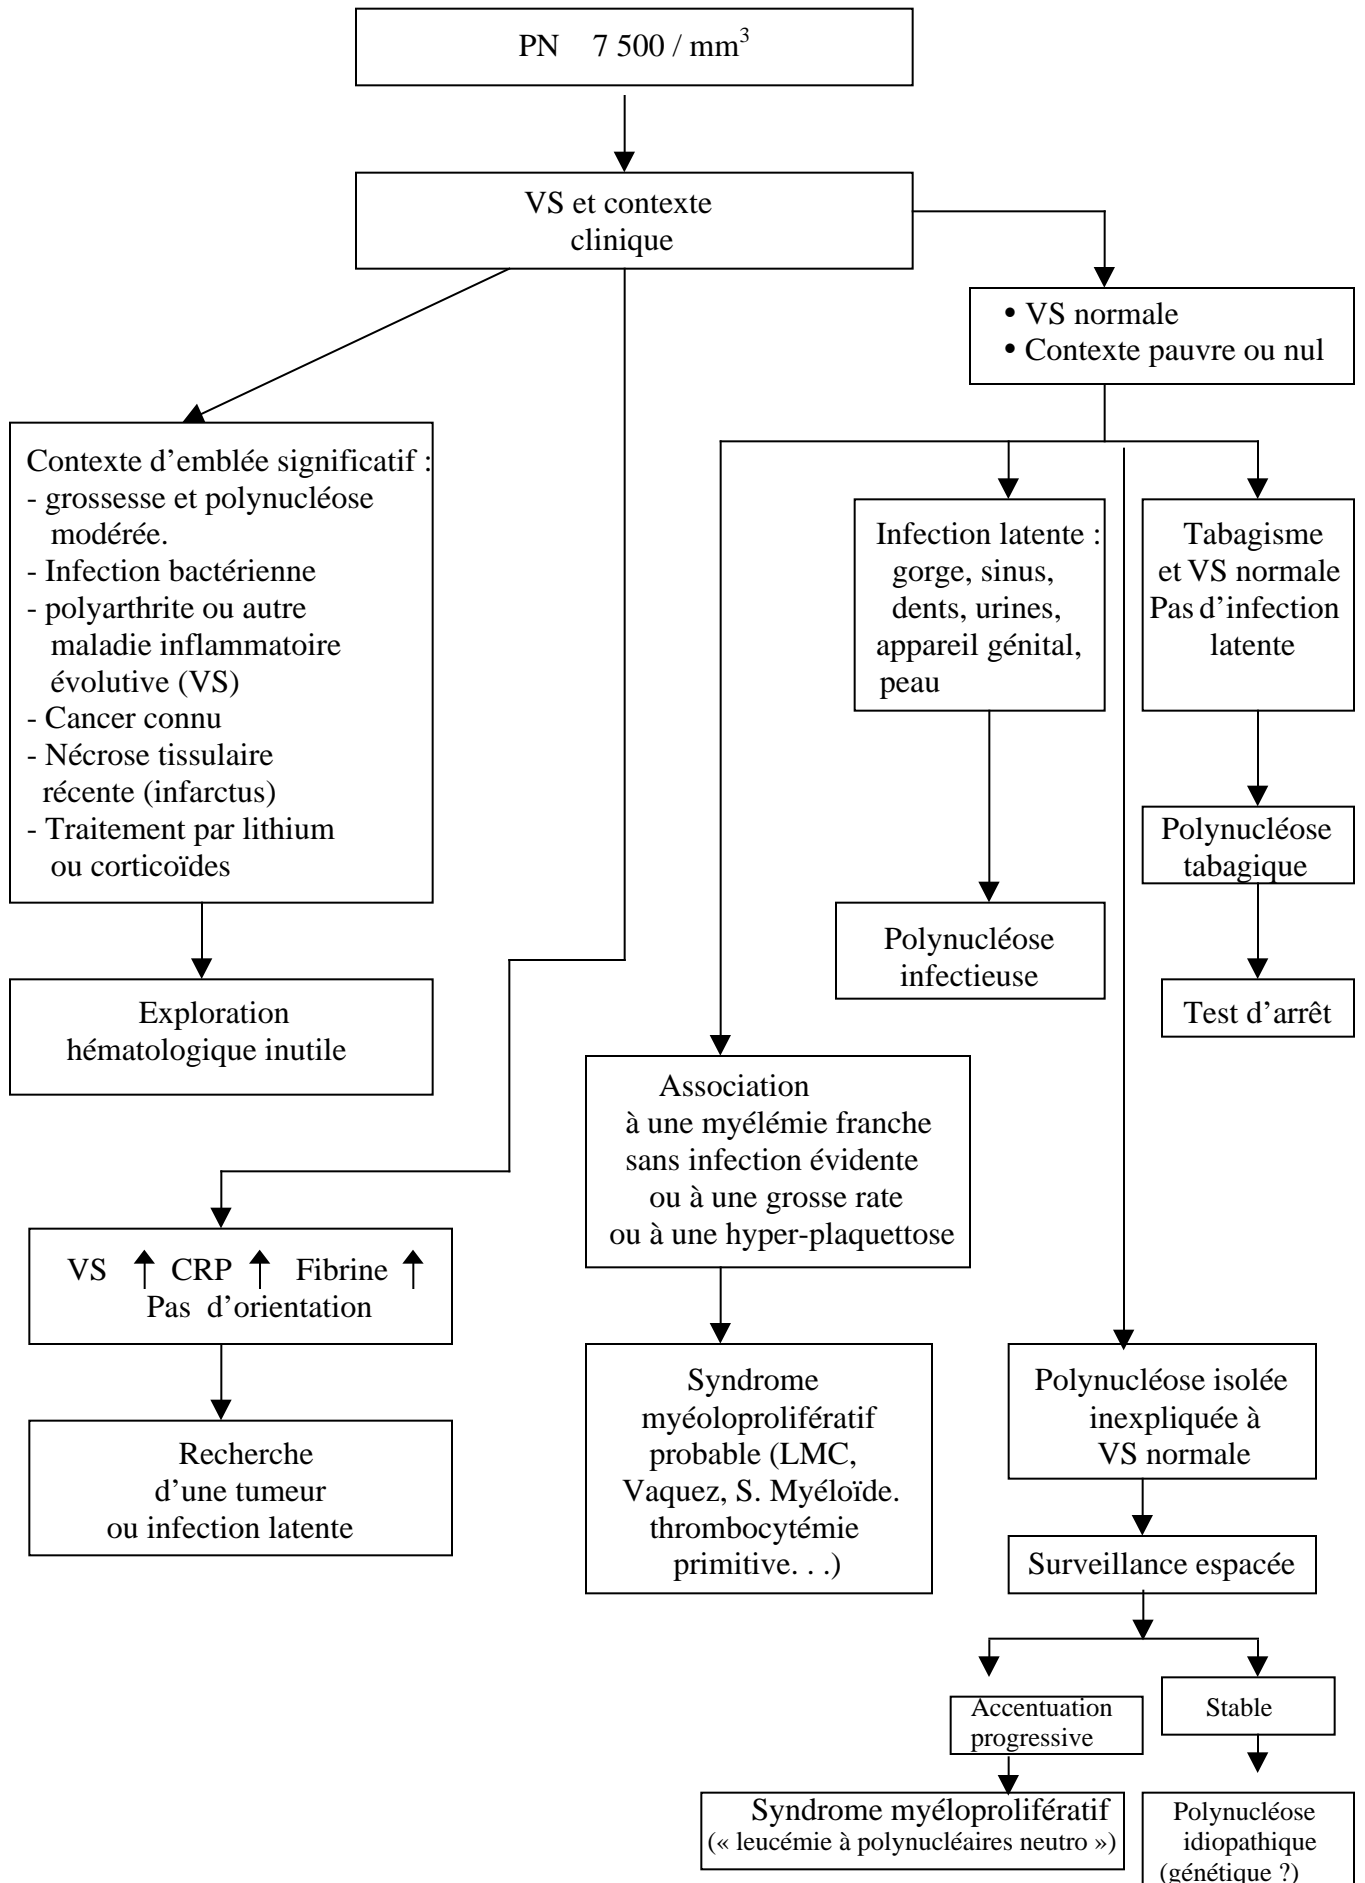 PN 7 500 / mm³
VS et contexte
clinique
• VS normale
• Contexte pauvre ou nul
Contexte d'emblée significatif :
- grossesse et polynucléose
modérée.
- Infection bactérienne
- polyarthrite ou autre
maladie inflammatoire
évolutive (VS)
- Cancer connu
- Nécrose tissulaire
récente (infarctus)
- Traitement par lithium
ou corticoïdes
Infection latente :
gorge, sinus,
dents, urines,
appareil génital,
peau
Tabagisme
et VS normale
Pas d'infection
latente
Polynucléose
tabagique
Polynucléose
infectieuse
Test d'arrêt
Exploration
hématologique inutile
Association
à une myélémie franche
sans infection évidente
ou à une grosse rate
ou à une hyper-plaquettose
VS ↑ CRP ↑ Fibrine ↑
Pas d'orientation
Recherche
d'une tumeur
ou infection latente
Syndrome
myéoloprolifératif
probable (LMC,
Vaquez, S. Myéloïde.
thrombocytémie
primitive. . .)
Polynucléose isolée
inexpliquée à
VS normale
Surveillance espacée
Accentuation
progressive
Stable
Syndrome myéloprolifératif
(« leucémie à polynucléaires neutro »)
Polynucléose
idiopathique
(génétique ?)